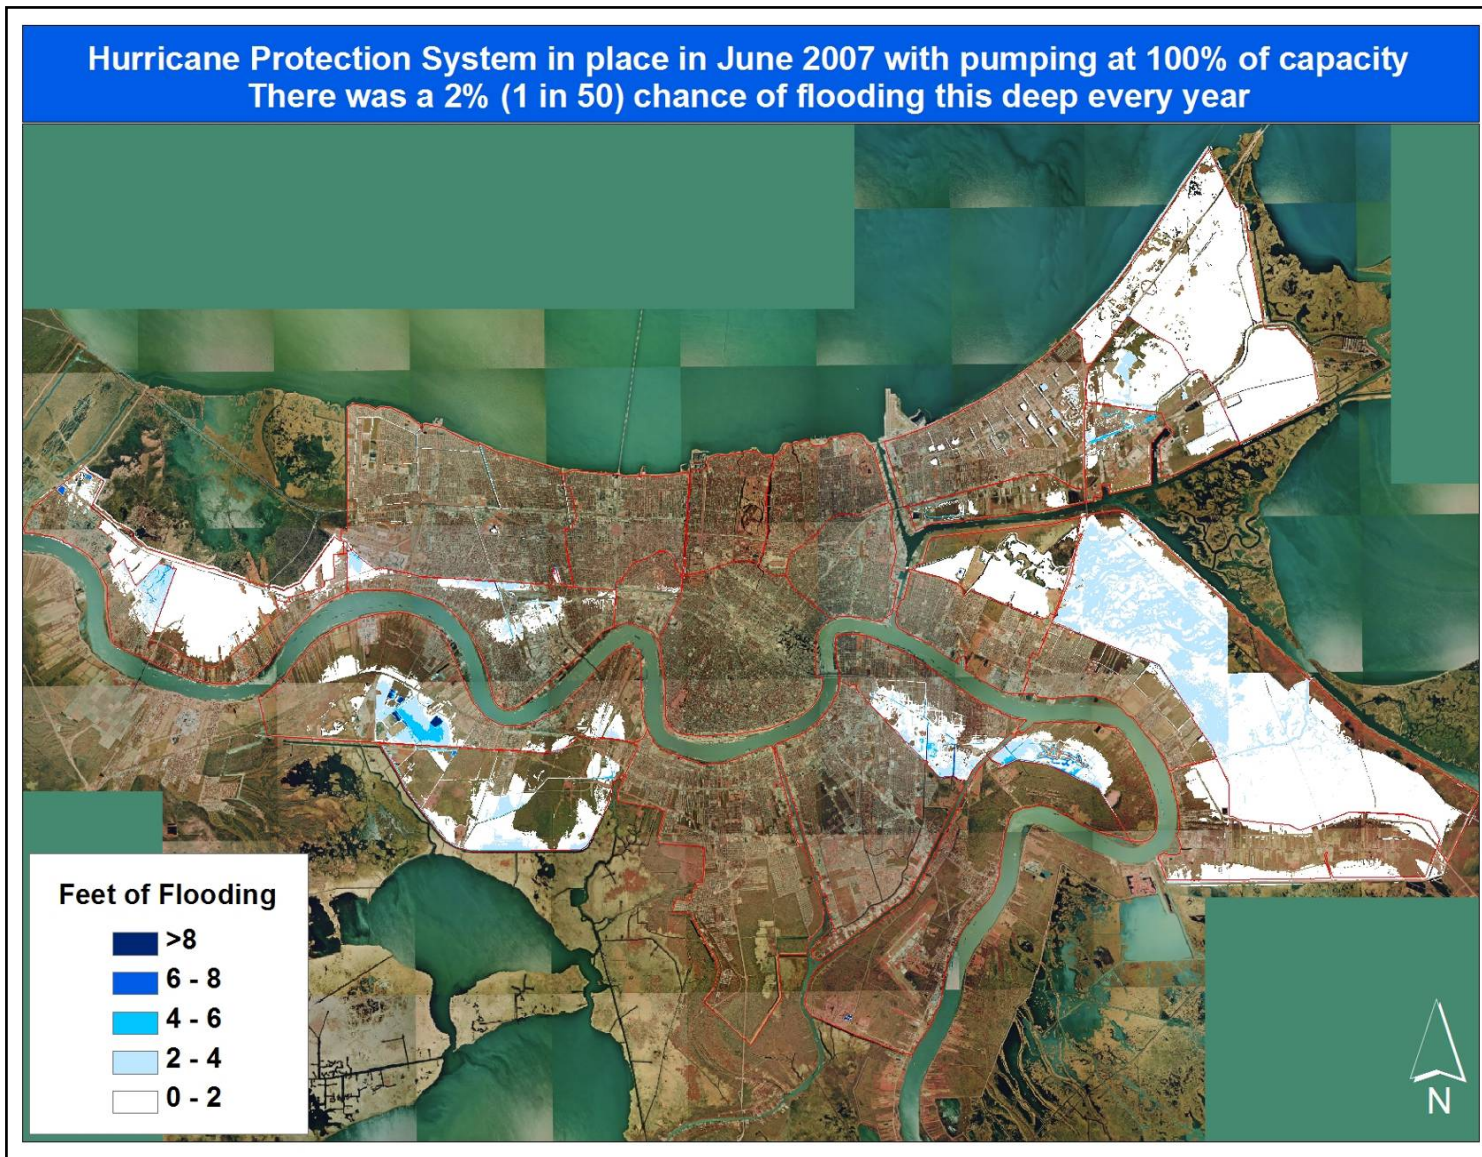 Hurricane Protection System in place in June 2007 with pumping at 100% of capacity
There was a 2% (1 in 50) chance of flooding this deep every year
Feet of Flooding
>8
6 - 8
4 - 6
2 - 4
0 - 2
N